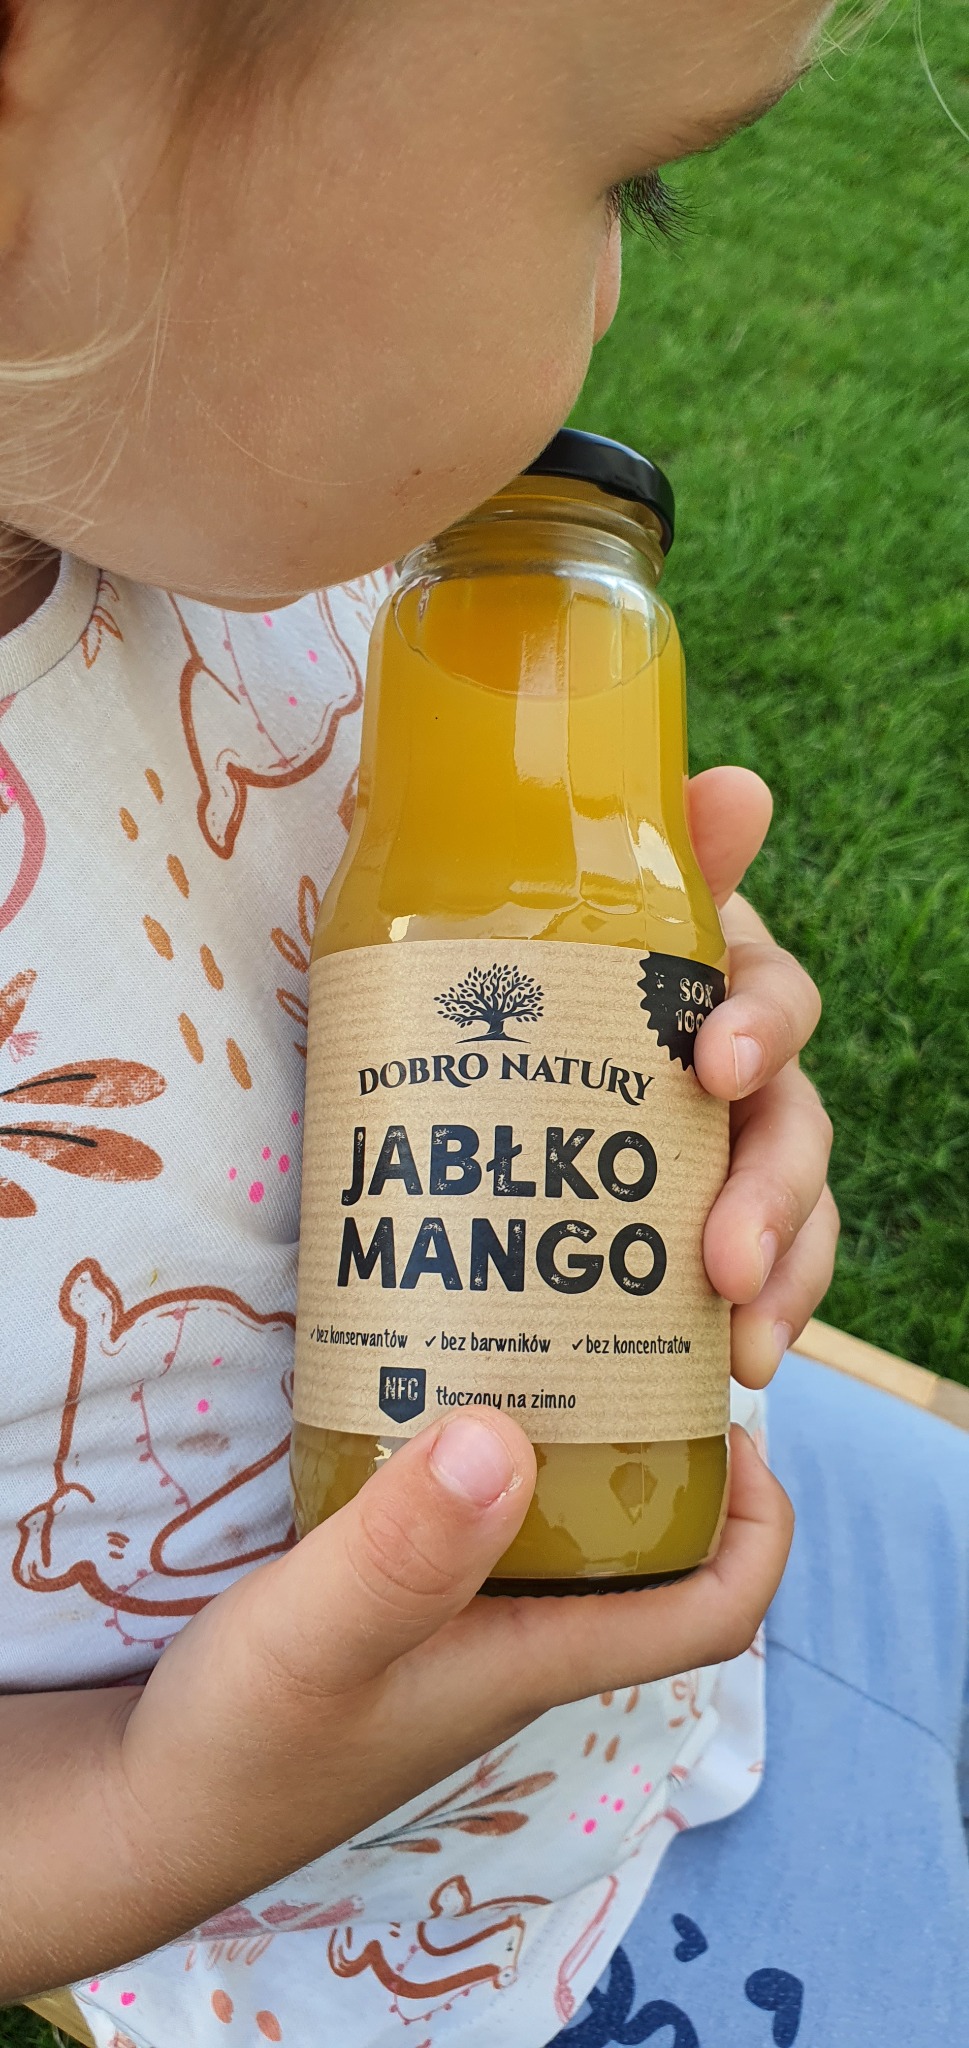 SOK
DOBRO NATURY
JABŁKO
MANGO
✓bez konserwantów ✓bez barwników ✓bez koncentratów
NFC tłoczony na zimno